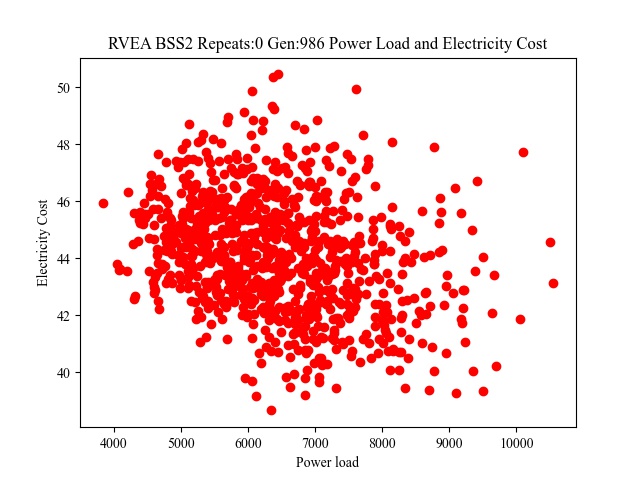 RVEA BSS2 Repeats:0 Gen:986 Power Load and Electricity Cost
50
48
46
44
42
40
Electricity Cost
4000 5000 6000 7000 8000 9000 10000
Power load